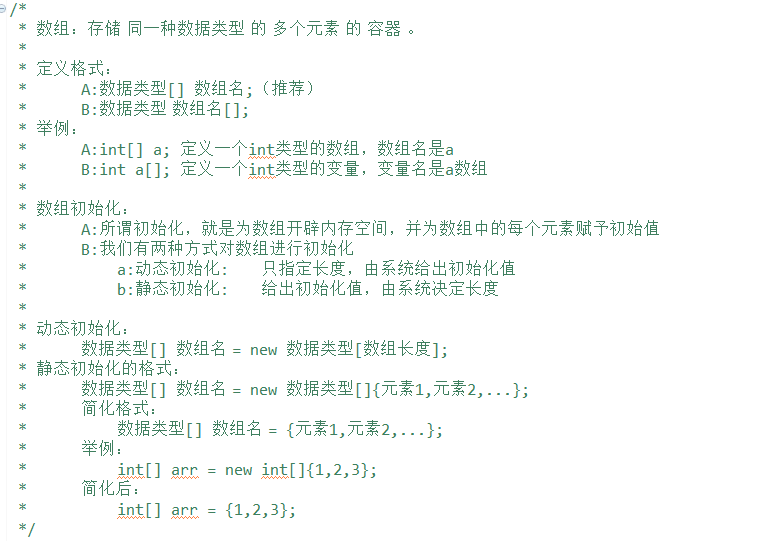 /*
* 数组：存储 同一种数据类型 的 多个元素 的 容器 。
*
* 定义格式：
* A:数据类型[] 数组名;（推荐）
* B:数据类型 数组名[];
* 举例：
* A:int[] a; 定义一个int类型的数组，数组名是a
* B:int a[]; 定义一个int类型的变量，变量名是a数组
*
* 数组初始化：
* A:所谓初始化，就是为数组开辟内存空间，并为数组中的每个元素赋予初始值
* B:我们有两种方式对数组进行初始化
* a:动态初始化： 只指定长度，由系统给出初始化值
* b:静态初始化： 给出初始化值，由系统决定长度
*
* 动态初始化：
* 数据类型[] 数组名 = new 数据类型[数组长度];
* 静态初始化的格式：
* 数据类型[] 数组名 = new 数据类型[]{元素1,元素2,...};
* 简化格式：
* 数据类型[] 数组名 = {元素1,元素2,...};
* 举例：
* int[] arr = new int[]{1,2,3};
* 简化后：
* int[] arr = {1,2,3};
*/